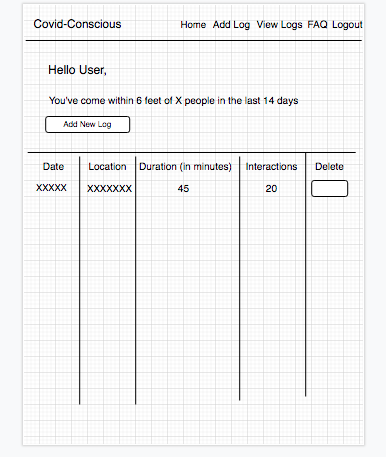 Covid-Conscious Home Add Log View Logs FAQ Logout
Hello User,
You've come within 6 feet of X people in the last 14 days
Add New Log
Date Location Duration (in minutes) Interactions Delete
XXXXX XXXXXXX 45 20